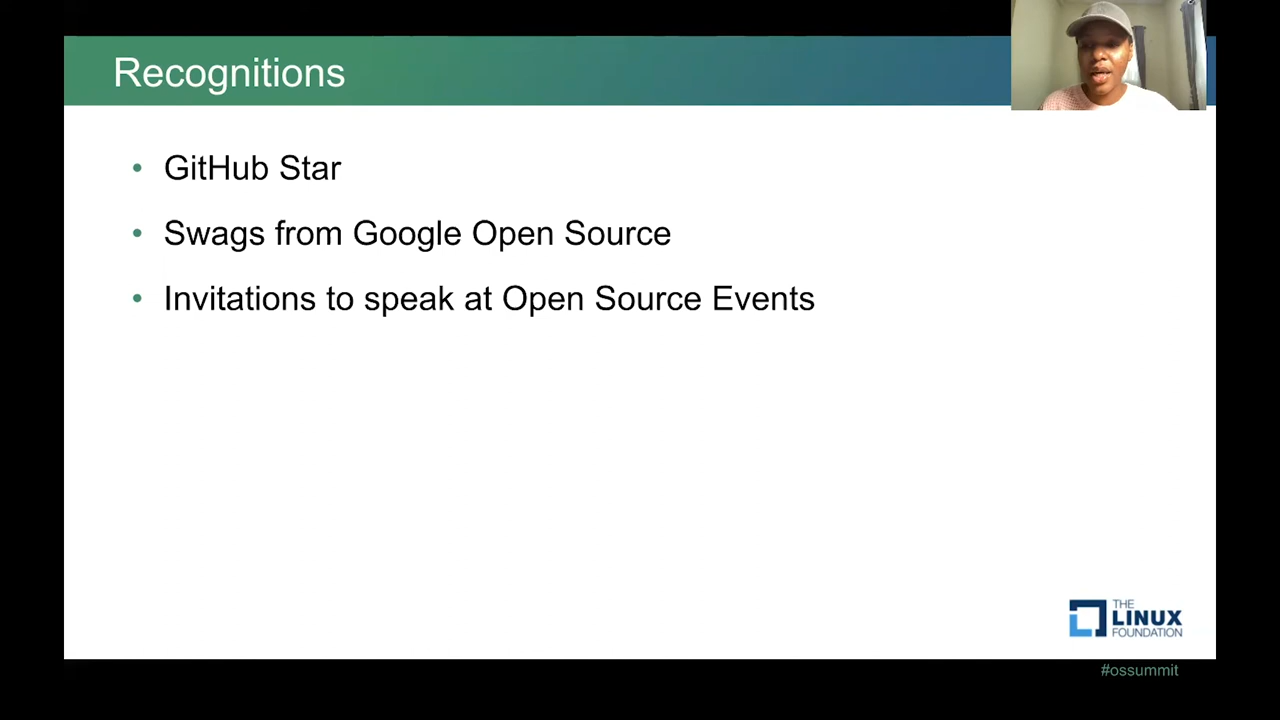 Recognitions
• GitHub Star
• Swags from Google Open Source
• Invitations to speak at Open Source Events
THE
LINUX
FOUNDATION
#ossummit